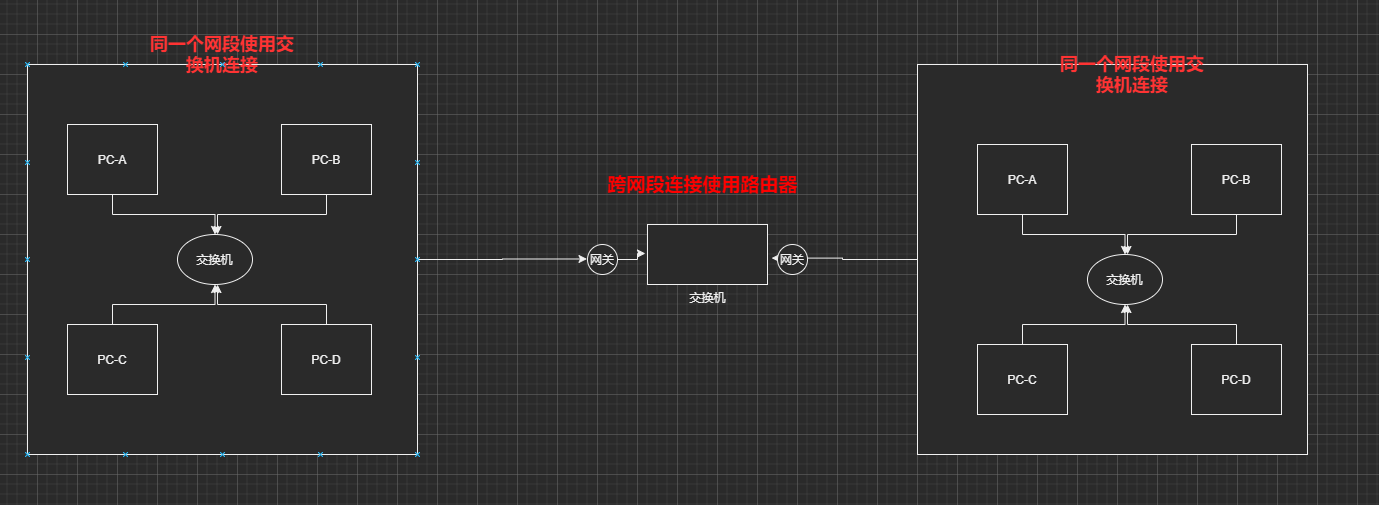 同一个网段使用交
换机连接
PC-A
PC-B
交换机
PC-C
PC-D
跨网段连接使用路由器
网关
网关
交换机
同一个网段使用交
换机连接
PC-A
PC-B
交换机
PC-C
PC-D